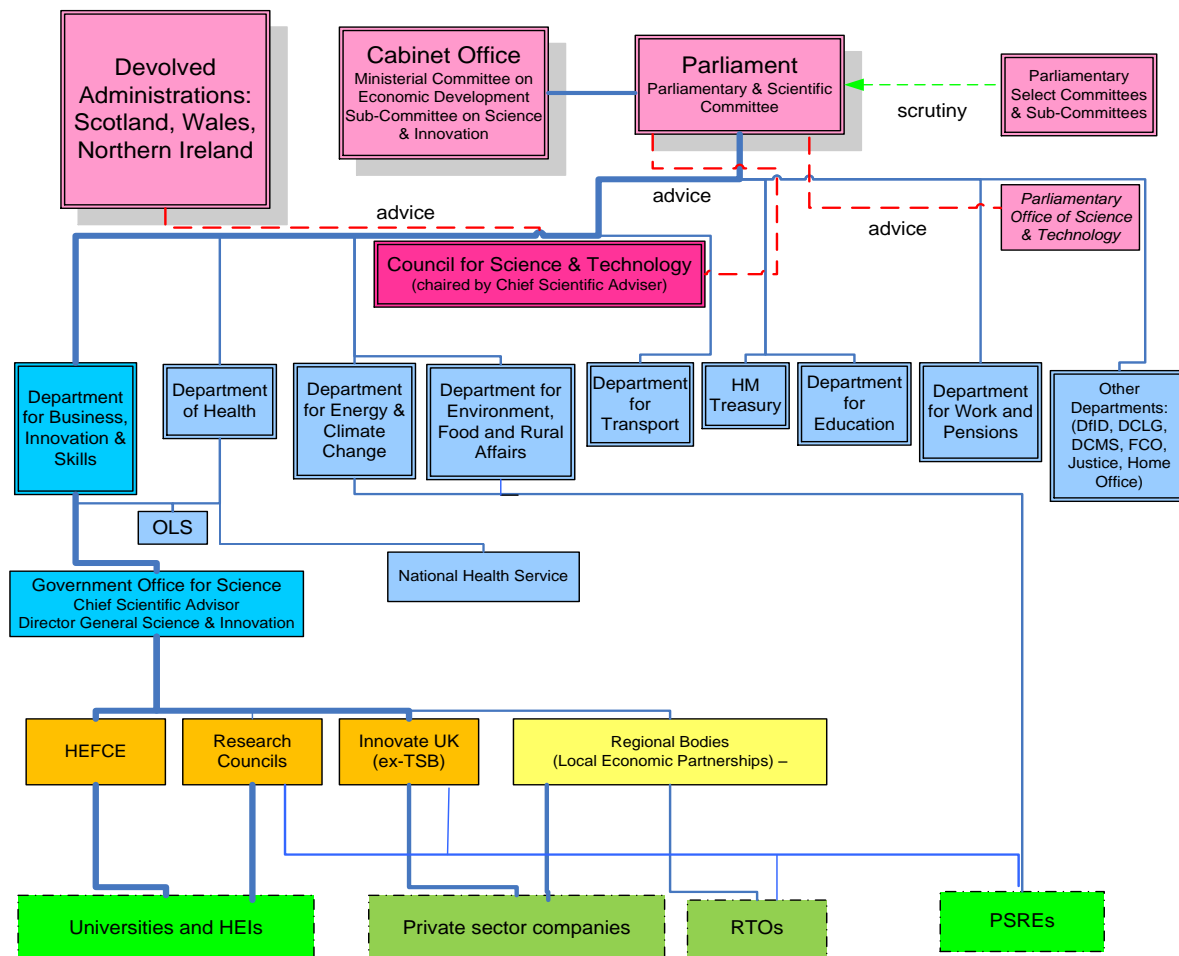 Devolved
Administrations:
Scotland, Wales,
Northern Ireland
Cabinet Office
Ministerial Committee on
Economic Development
Sub-Committee on Science
& Innovation
Parliament
Parliamentary & Scientific
Committee
scrutiny
Parliamentary
Select Committees
& Sub-Committees
advice
advice
advice
Parliamentary
Office of Science
& Technology
Council for Science & Technology
(chaired by Chief Scientific Adviser)
Department
for Business,
Innovation &
Skills
Department
of Health
Department
for Energy &
Climate
Change
Department for
Environment,
Food and Rural
Affairs
Department
for
Transport
HM
Treasury
Department
for
Education
Department
for Work and
Pensions
Other
Departments:
(DfID, DCLG,
DCMS, FCO,
Justice, Home
Office)
OLS
National Health Service
Government Office for Science
Chief Scientific Advisor
Director General Science & Innovation
HEFCE
Research
Councils
Innovate UK
(ex-TSB)
Regional Bodies
(Local Economic Partnerships) –
Universities and HEIs
Private sector companies
RTOs
PSREs